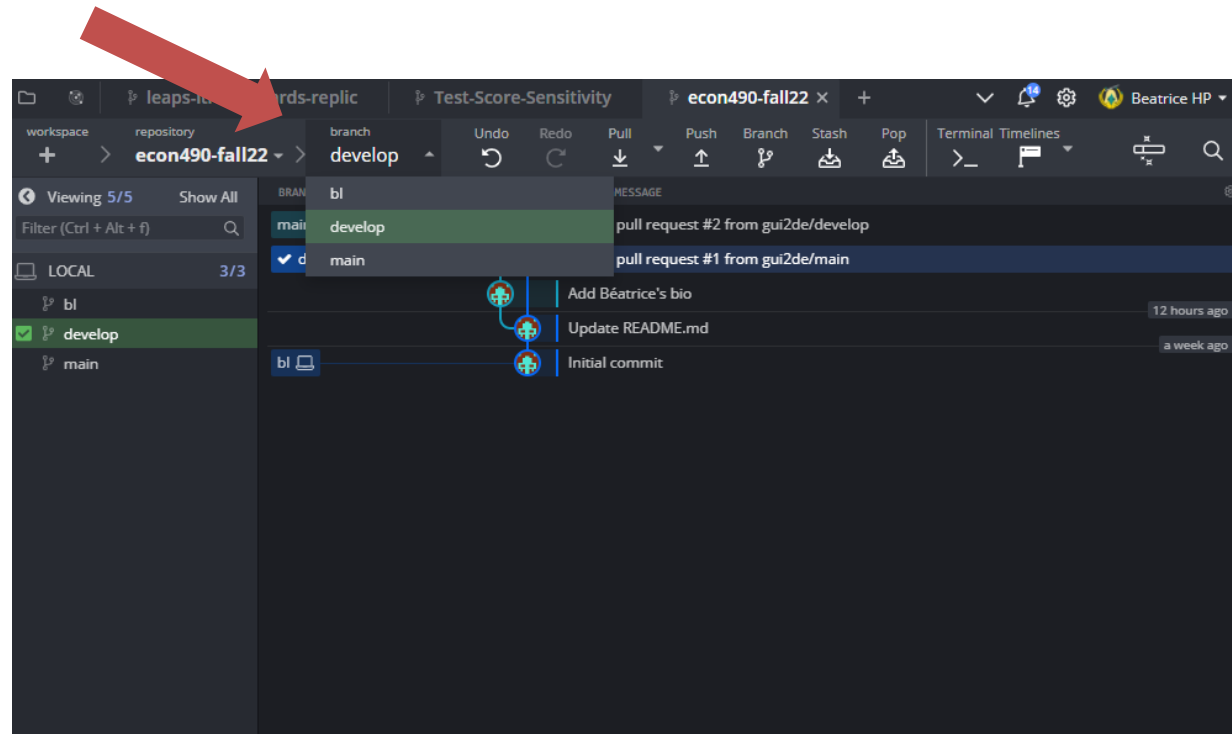 rds-replic
Test-Score-Sensitivity
econ490-fall22
14
Beatrice HP
workspace
repository
econ490-fall22
branch
develop
Undo
Redo
Pull
Push
Branch
Stash
Pop
Terminal
Timelines
Viewing 5/5
Show All
Filter (Ctrl + Alt + f)
LOCAL
3/3
bl
develop
main
bl
develop
main
BRAN
MESSAGE
mai
pull request #2 from gui2de/develop
d
pull request #1 from gui2de/main
Add Béatrice's bio
12 hours ago
Update README.md
a week ago
bl
Initial commit